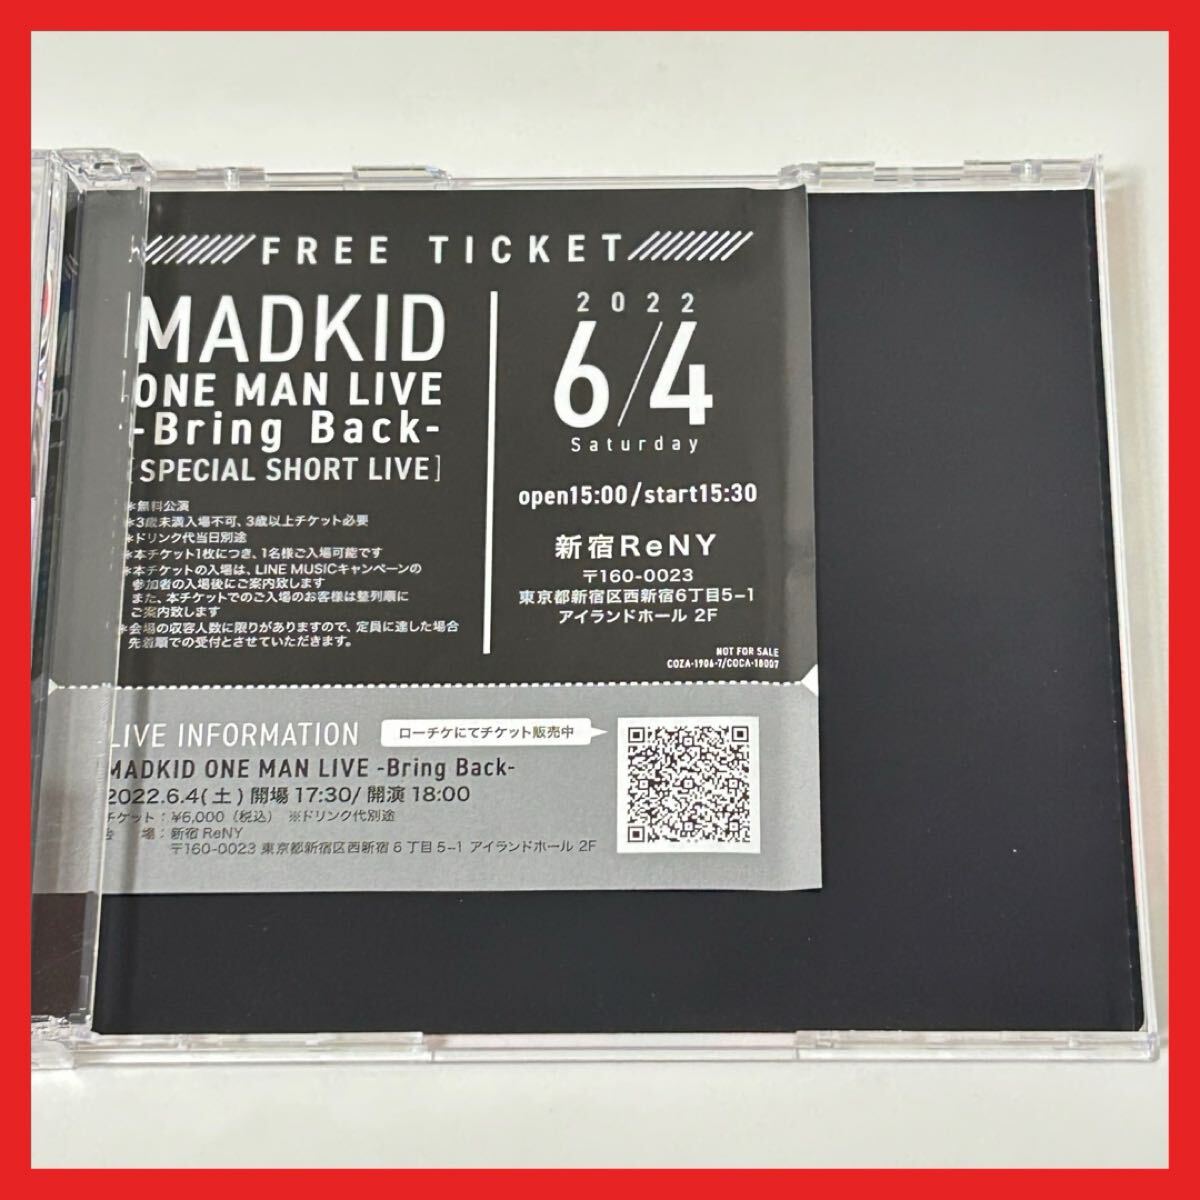 FREE TICKET
MADKID
ONE MAN LIVE
-Bring Back-
[SPECIAL SHORT LIVE]
※無料公演
※3歳未満入場不可、3歳以上チケット必要
※ドリンク代当日別途
※本チケット1枚につき、1名様ご入場可能です
※本チケットの入場は、LINE MUSICキャンペーンの
参加者の入場後にご案内致します
また、本チケットでのご入場のお客様は整列順に
ご案内致します
※会場の収容人数に限りがありますので、定員に達した場合
先着順での受付とさせていただきます。
2022
6/4
Saturday
open15:00/start15:30
新宿ReNY
〒160-0023
東京都新宿区西新宿6丁目5−1
アイランドホール 2F
NOT FOR SALE
COZA-1906-7/COCA-18007
LIVE INFORMATION
ローチケにてチケット販売中
MADKID ONE MAN LIVE -Bring Back-
2022.6.4(土) 開場 17:30/ 開演 18:00
チケット：¥6,000（税込） ※ドリンク代別途
会　場：新宿 ReNY
〒160-0023 東京都新宿区西新宿 6 丁目 5−1 アイランドホール 2F